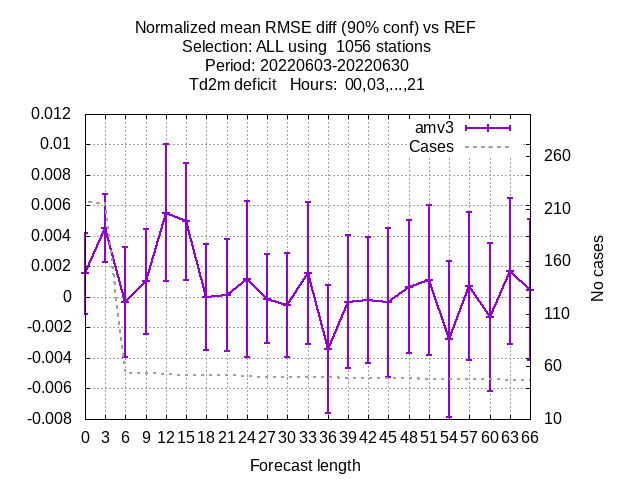 Normalized mean RMSE diff (90% conf) vs REF
Selection: ALL using  1056 stations
Period: 20220603-20220630
Td2m deficit   Hours:  00,03,...,21
amv3
Cases
0.012
0.01
0.008
0.006
0.004
0.002
0
-0.002
-0.004
-0.006
-0.008
260
210
160
110
60
10
No cases
0 3 6 9 12 15 18 21 24 27 30 33 36 39 42 45 48 51 54 57 60 63 66
Forecast length